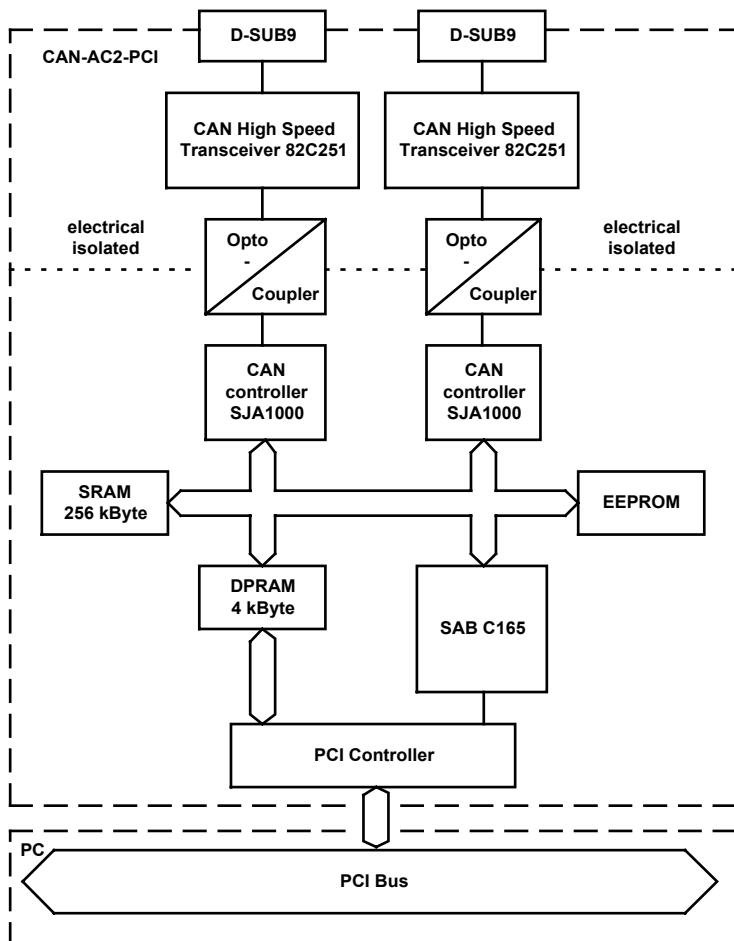 D-SUB9
D-SUB9
CAN-AC2-PCI
CAN High Speed
Transceiver 82C251
CAN High Speed
Transceiver 82C251
electrical
isolated
Opto
-
Coupler
Opto
-
Coupler
electrical
isolated
CAN
controller
SJA1000
CAN
controller
SJA1000
SRAM
256 kByte
EEPROM
DPRAM
4 kByte
SAB C165
PCI Controller
PC
PCI Bus